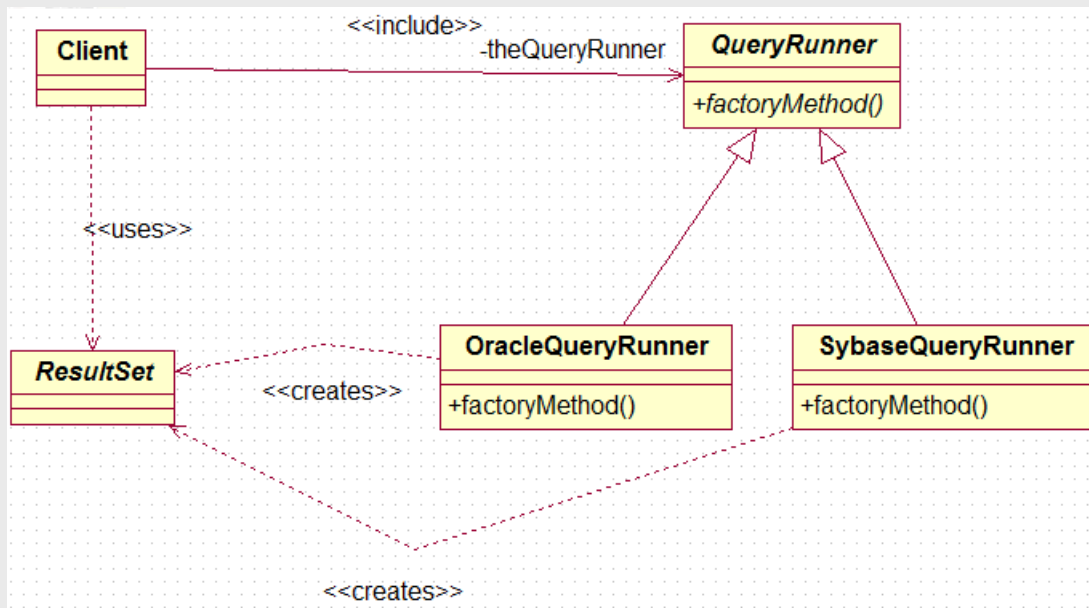 <<include>>
Client
-theQueryRunner
QueryRunner
+factoryMethod()
<<uses>>
ResultSet
<<creates>>
OracleQueryRunner
+factoryMethod()
SybaseQueryRunner
+factoryMethod()
<<creates>>